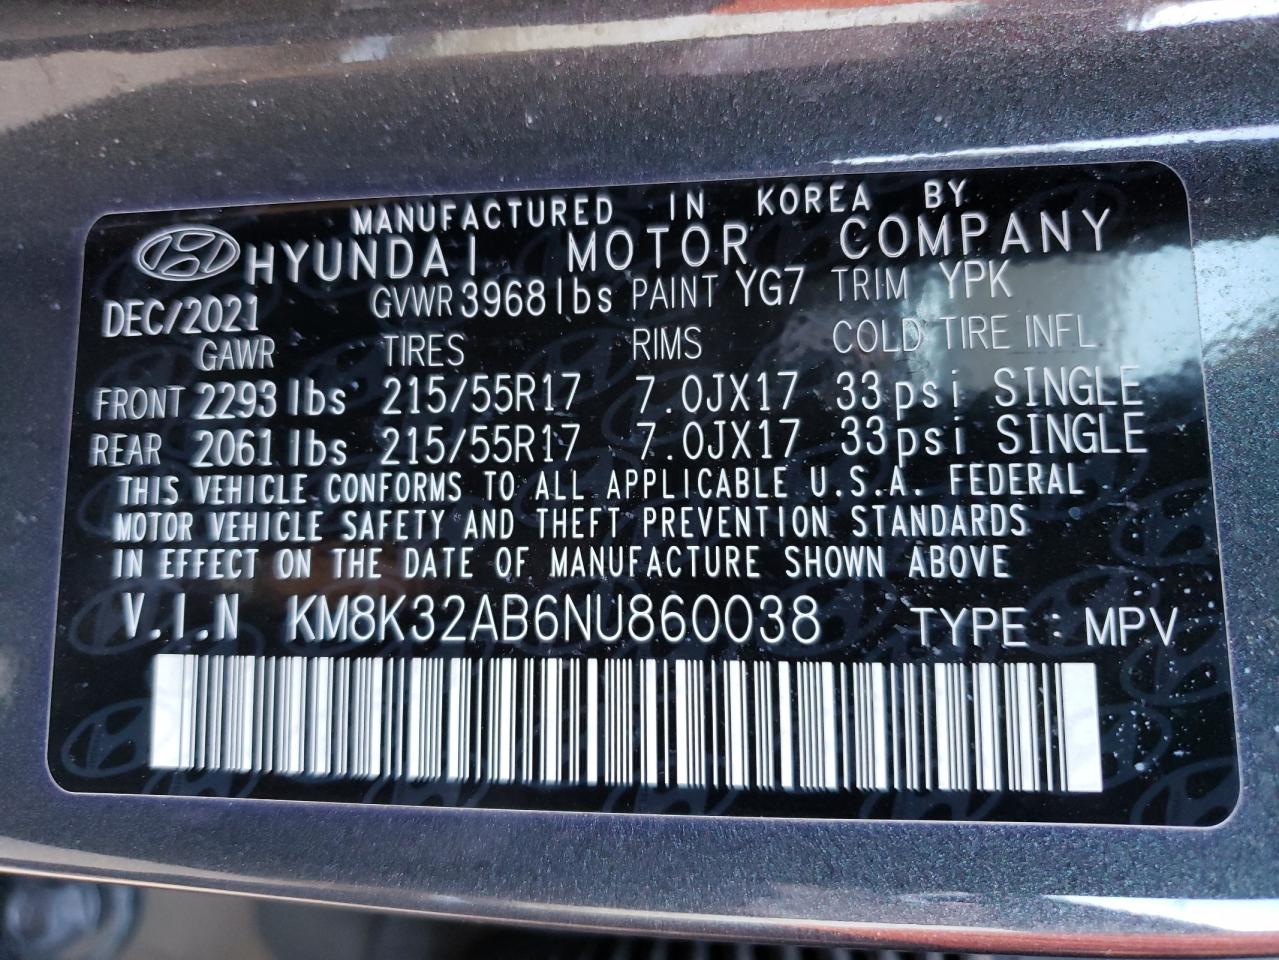 MANUFACTURED IN KOREA BY
HYUNDAI MOTOR COMPANY
DEC/2021 GVWR 3968 lbs PAINT YG7 TRIM YPK
GAWR TIRES RIMS COLD TIRE INFL
FRONT 2293 lbs 215/55R17 7.0JX17 33psi SINGLE
REAR 2061 lbs 215/55R17 7.0JX17 33psi SINGLE
THIS VEHICLE CONFORMS TO ALL APPLICABLE U.S.A. FEDERAL
MOTOR VEHICLE SAFETY AND THEFT PREVENTION STANDARDS
IN EFFECT ON THE DATE OF MANUFACTURE SHOWN ABOVE
V.I.N KM8K32AB6NU860038 TYPE : MPV